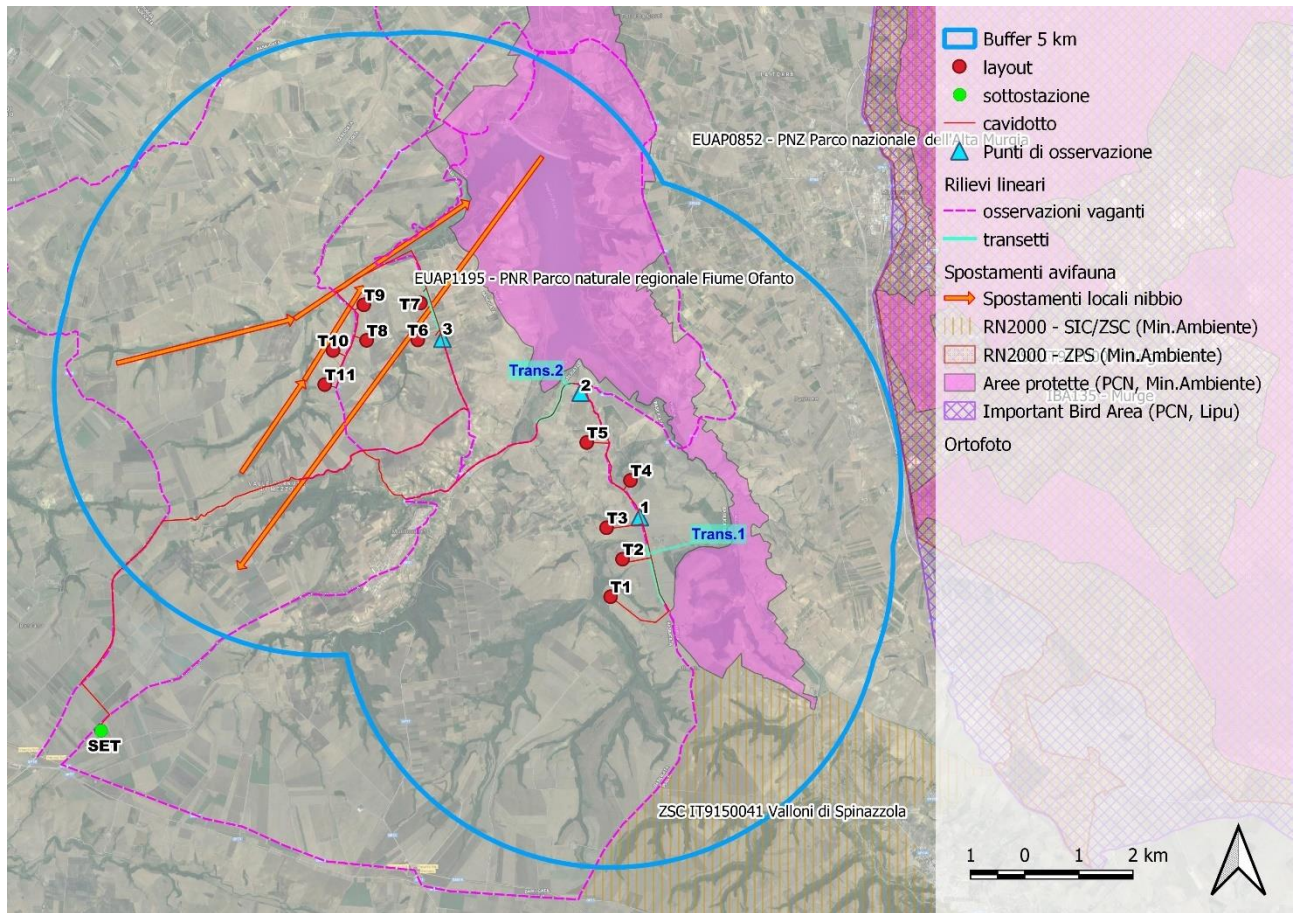 Buffer 5 km
layout
sottostazione
cavidotto
Punti di osservazione
Rilievi lineari
osservazioni vaganti
transetti
Spostamenti avifauna
Spostamenti locali nibbio
RN2000 - SIC/ZSC (Min.Ambiente)
RN2000 - ZPS (Min.Ambiente)
Aree protette (PCN, Min.Ambiente)
Important Bird Area (PCN, Lipu)
Ortofoto
EUAP0852 - PNZ Parco nazionale dell'Alta Murgia
EUAP1195 - PNR Parco naturale regionale Fiume Ofanto
IBA135 - Murge
T9
T7
T8
T6
3
T10
T11
Trans.2
2
T5
T4
1
T3
Trans.1
T2
T1
SET
ZSC IT9150041 Valloni di Spinazzola
1 0 1 2 km